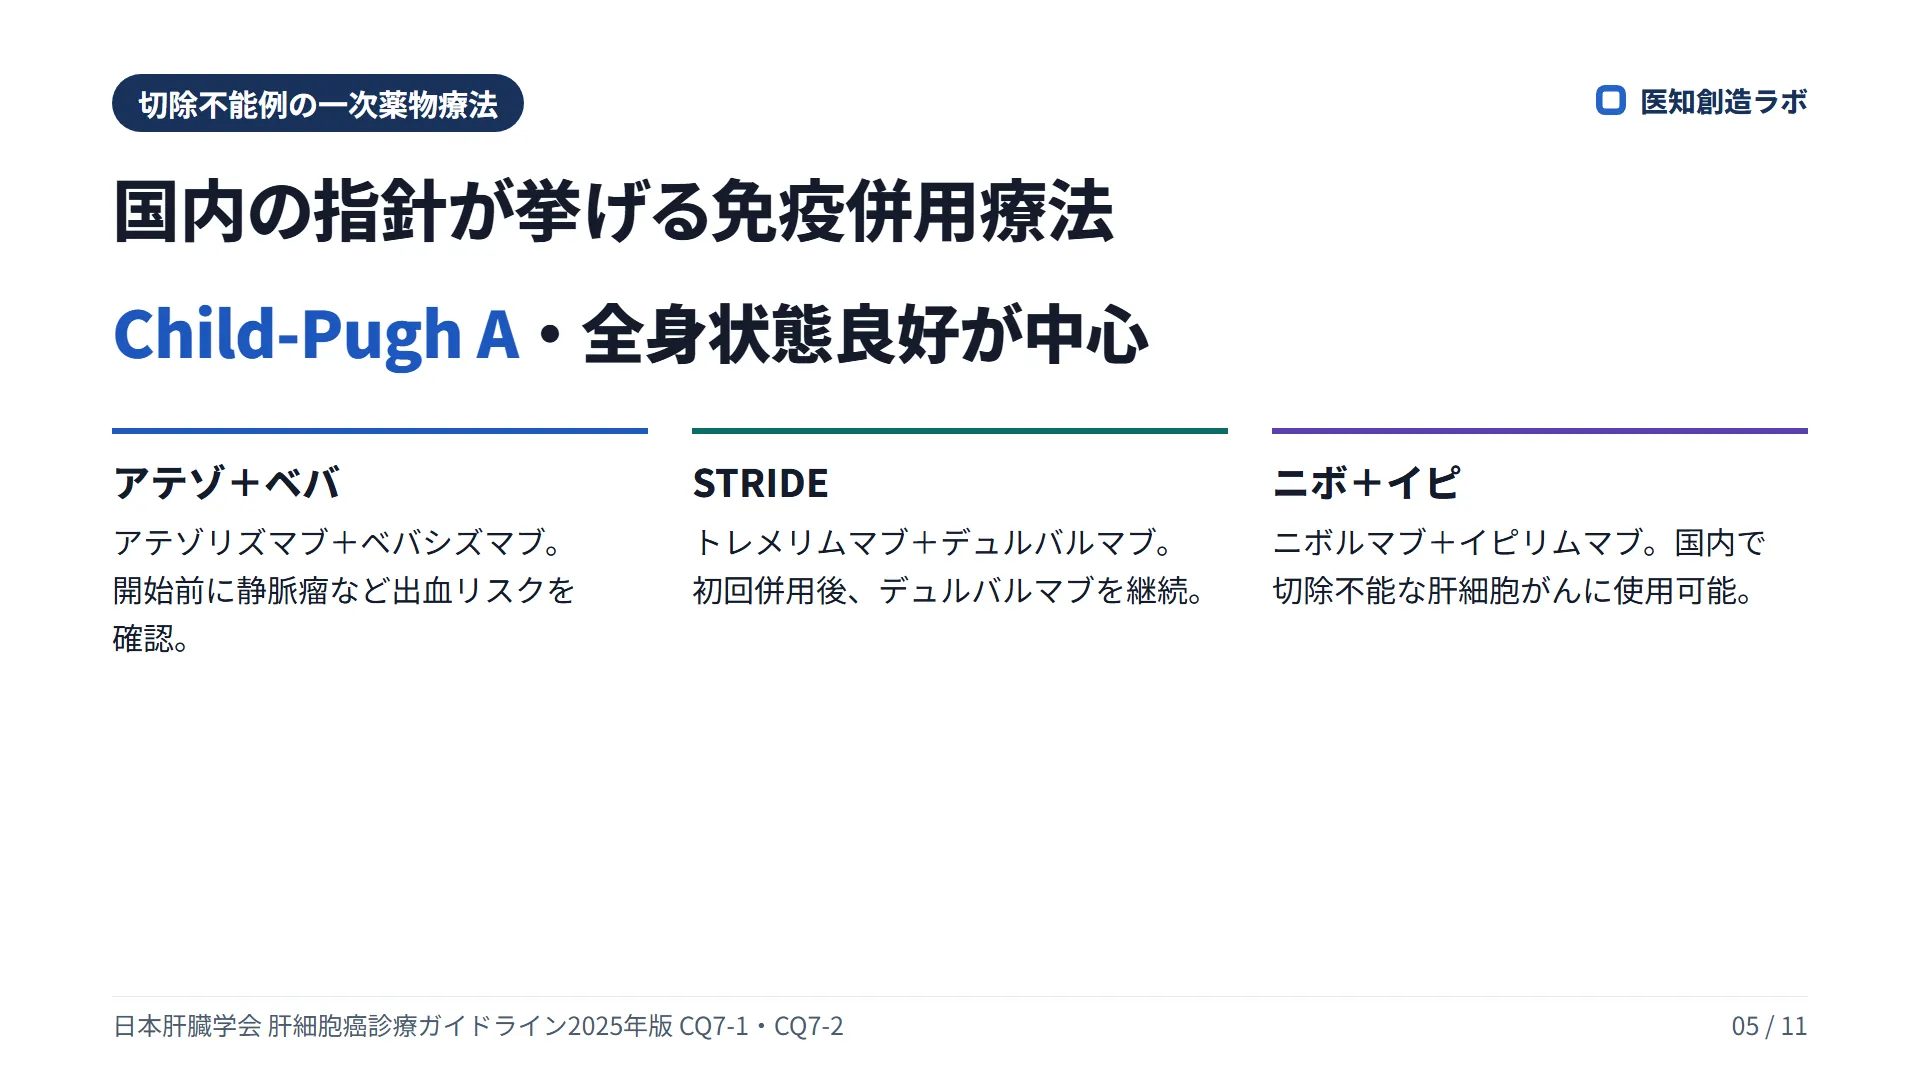 切除不能例の一次薬物療法
医知創造ラボ
国内の指針が挙げる免疫併用療法
Child-Pugh A・全身状態良好が中心
アテゾ＋ベバ
アテゾリズマブ＋ベバシズマブ。
開始前に静脈瘤など出血リスクを
確認。
STRIDE
トレメリムマブ＋デュルバルマブ。
初回併用後、デュルバルマブを継続。
ニボ＋イピ
ニボルマブ＋イピリムマブ。国内で
切除不能な肝細胞がんに使用可能。
日本肝臓学会 肝細胞癌診療ガイドライン2025年版 CQ7-1・CQ7-2
05 / 11